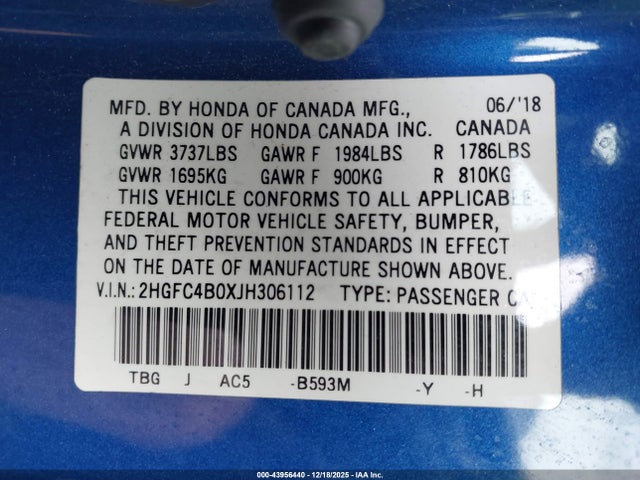 MFD. BY HONDA OF CANADA MFG., 06/'18
A DIVISION OF HONDA CANADA INC. CANADA
GVWR 3737LBS GAWR F 1984LBS R 1786LBS
GVWR 1695KG GAWR F 900KG R 810KG
THIS VEHICLE CONFORMS TO ALL APPLICABLE
FEDERAL MOTOR VEHICLE SAFETY, BUMPER,
AND THEFT PREVENTION STANDARDS IN EFFECT
ON THE DATE OF MANUFACTURE SHOWN ABOVE.
V.I.N.: 2HGFC4B0XJH306112 TYPE: PASSENGER CAR
TBG J AC5 -B593M -Y -H
000-43956440 - 12/18/2025 - IAA Inc.